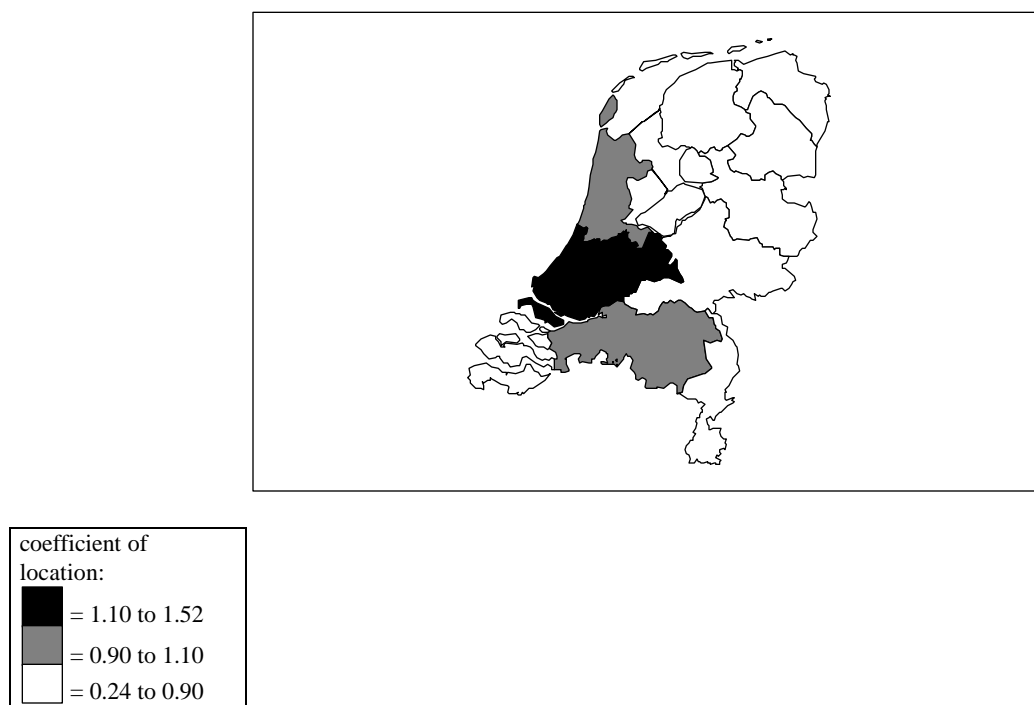 coefficient of
location:
= 1.10 to 1.52
= 0.90 to 1.10
= 0.24 to 0.90